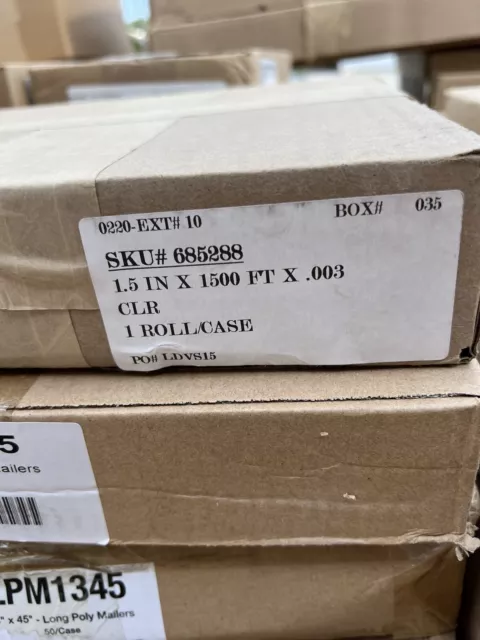 0220-EXT# 10 BOX# 035
SKU# 685288
1.5 IN X 1500 FT X .003
CLR
1 ROLL/CASE
PO# LDVS15
5
ailers
LPM1345
" x 45" - Long Poly Mailers
50/Case